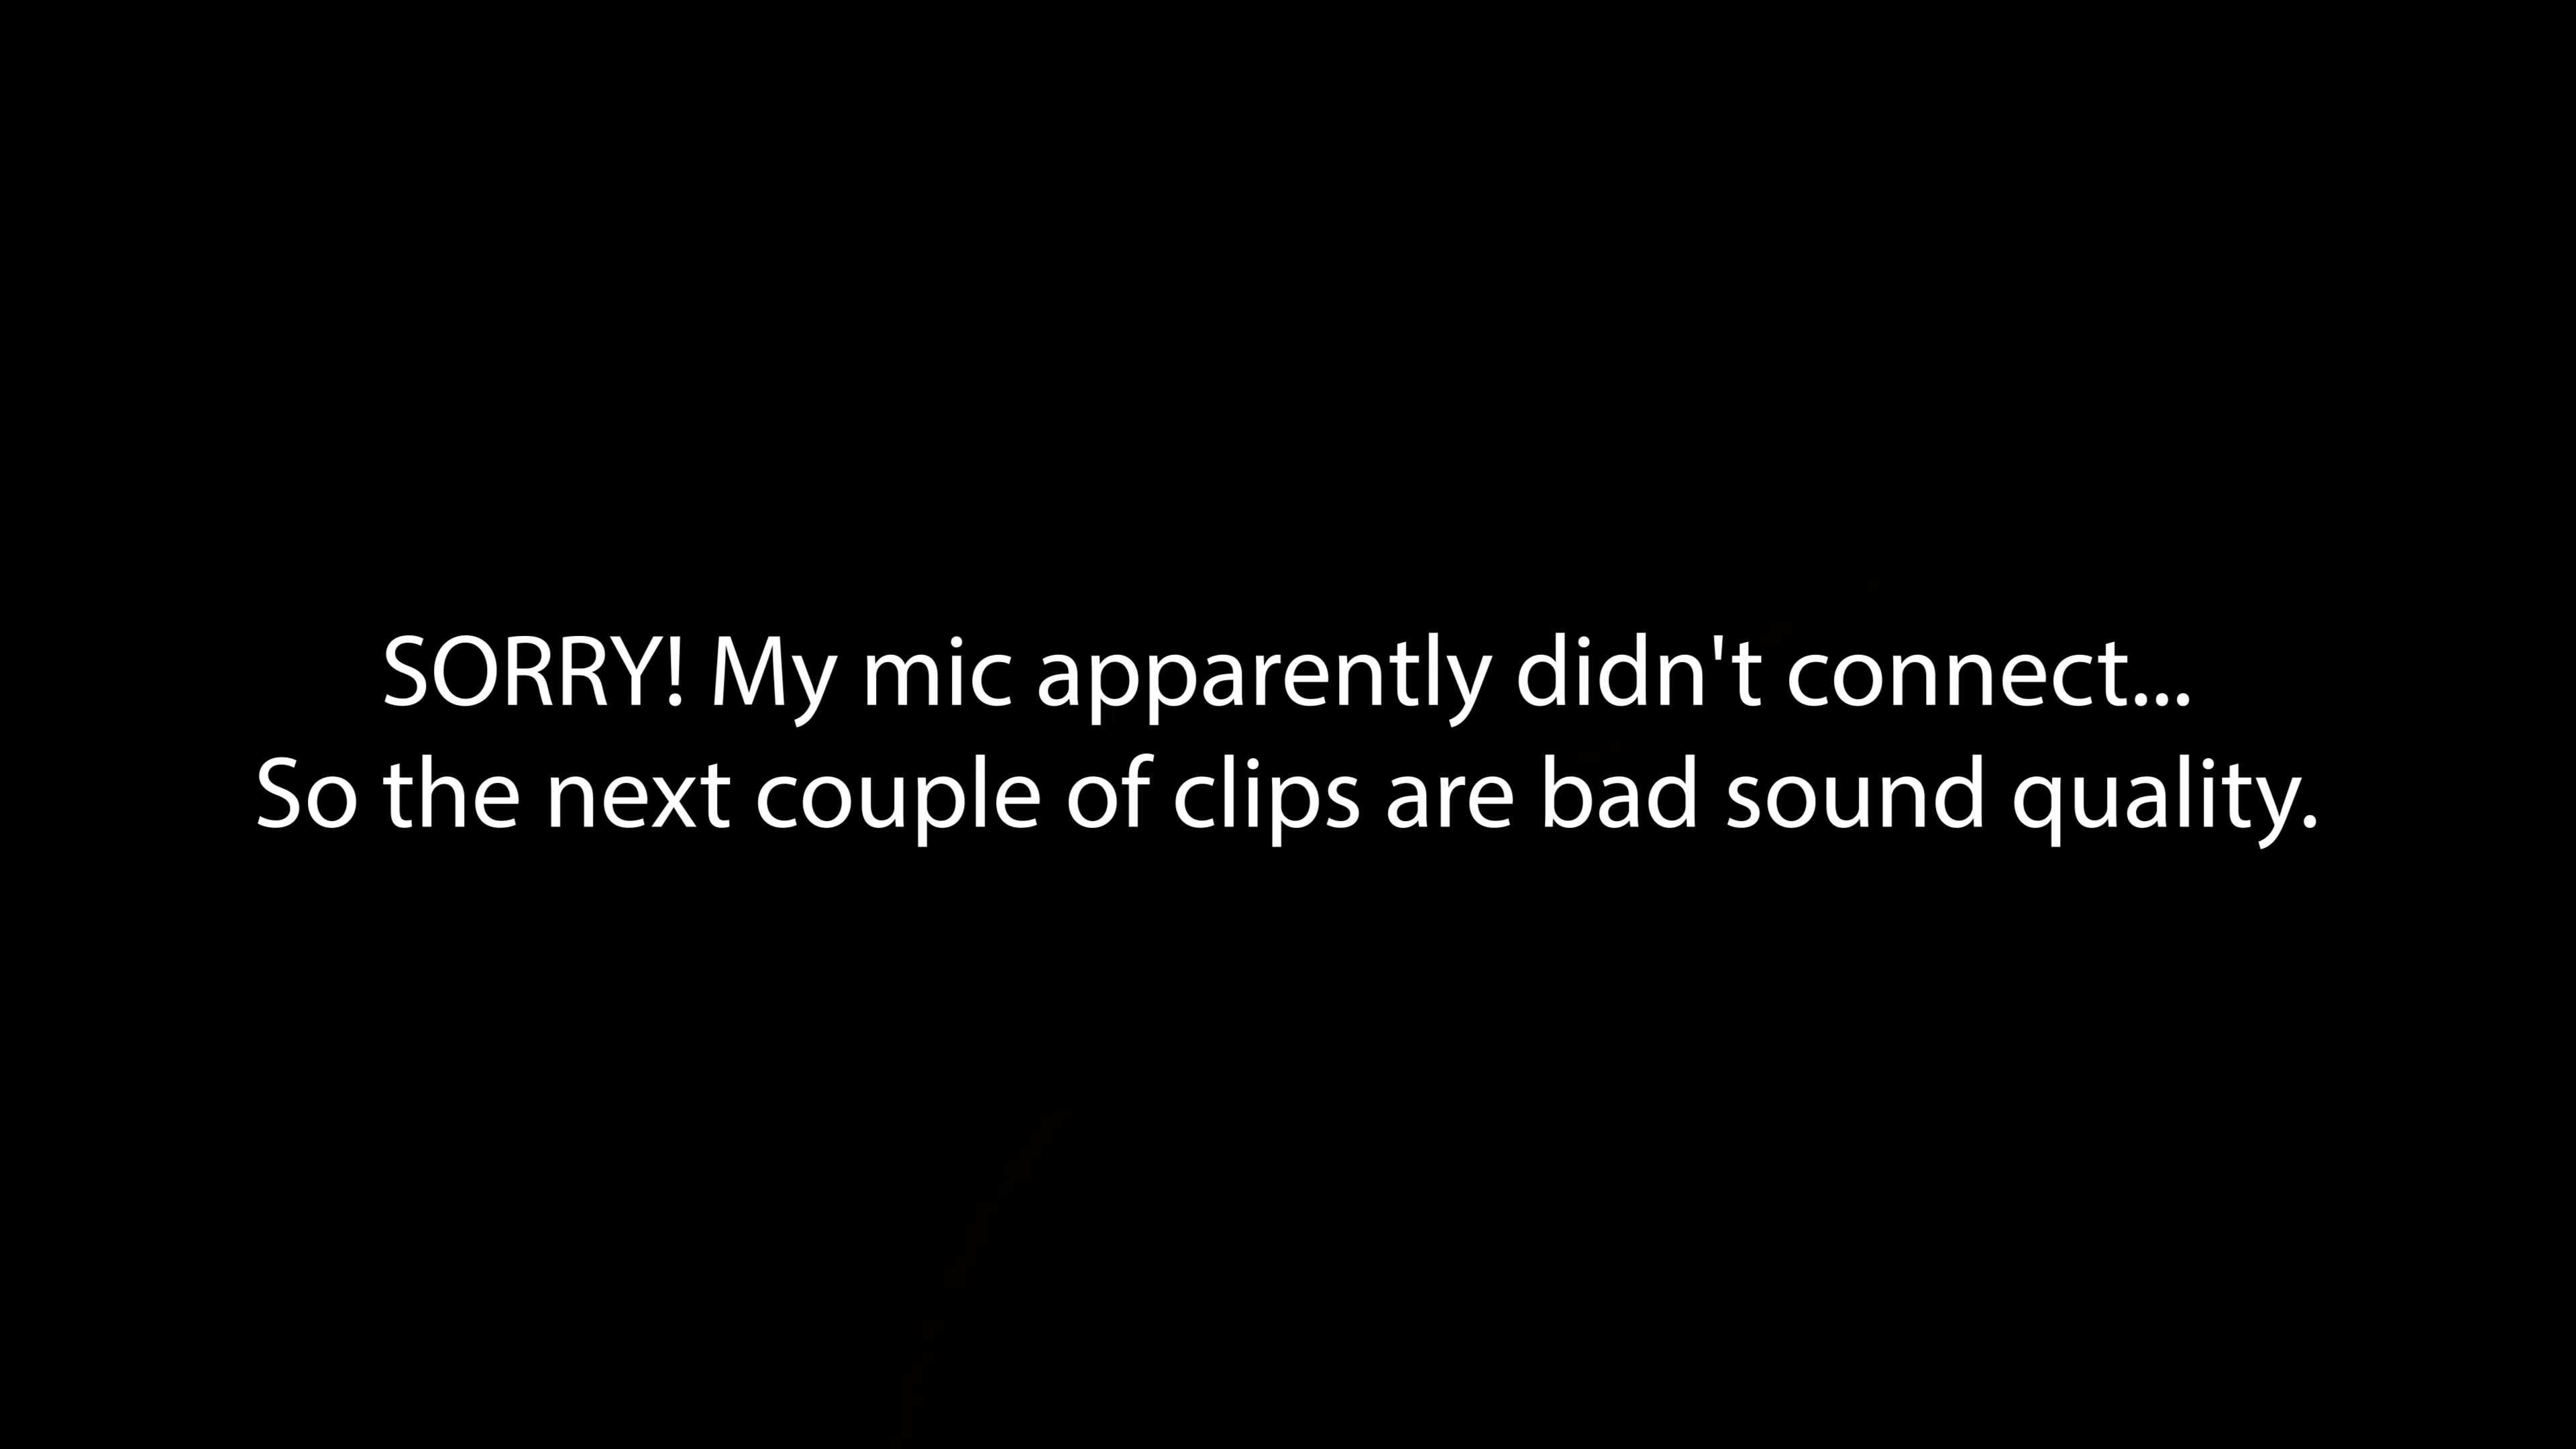 SORRY! My mic apparently didn't connect...
So the next couple of clips are bad sound quality.